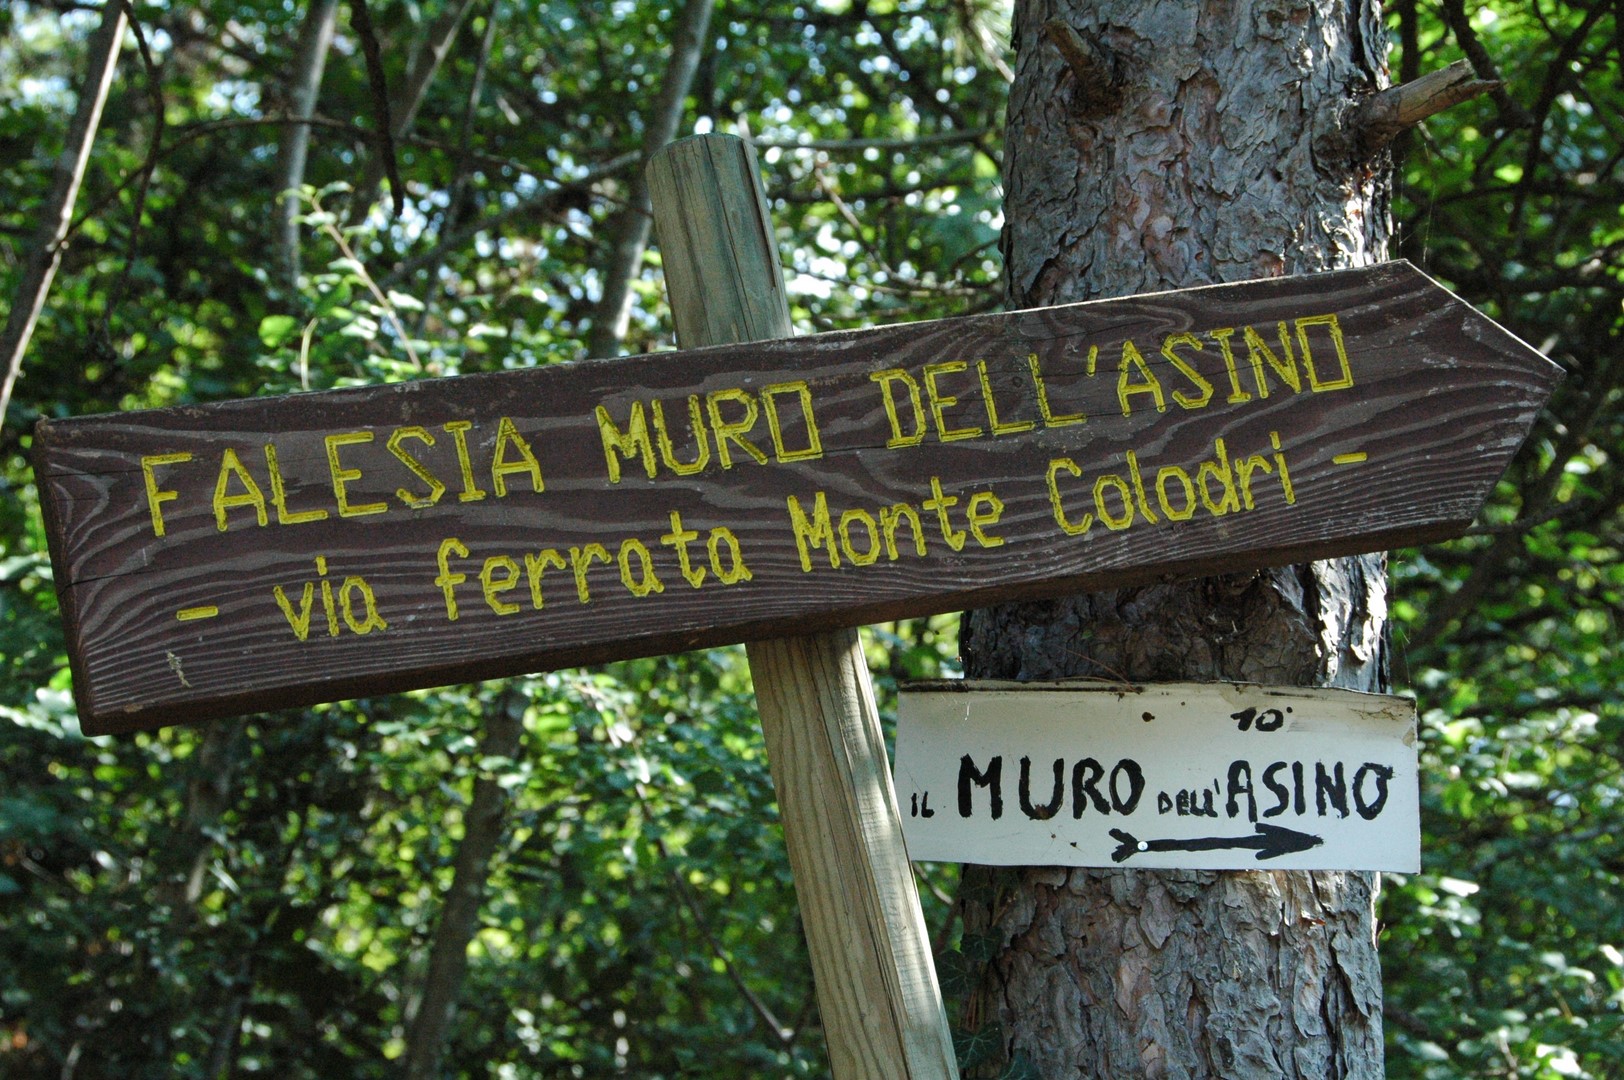 FALESIA MURO DELL'ASINO
- via ferrata Monte Colodri -
10'
IL MURO DELL'ASINO